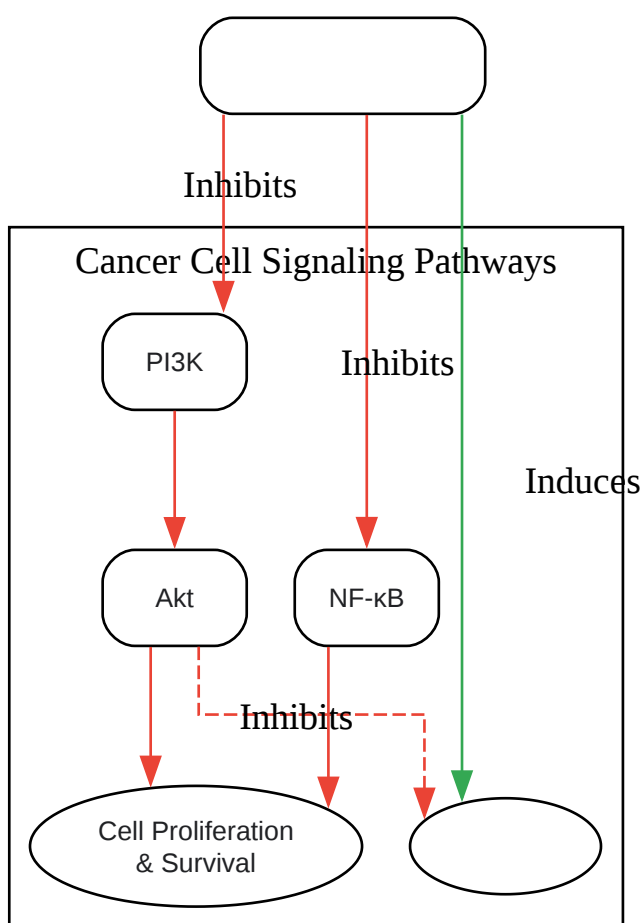 Inhibits
Cancer Cell Signaling Pathways
PI3K
Inhibits
Induces
Akt
NF-κB
Inhibits
Cell Proliferation
& Survival